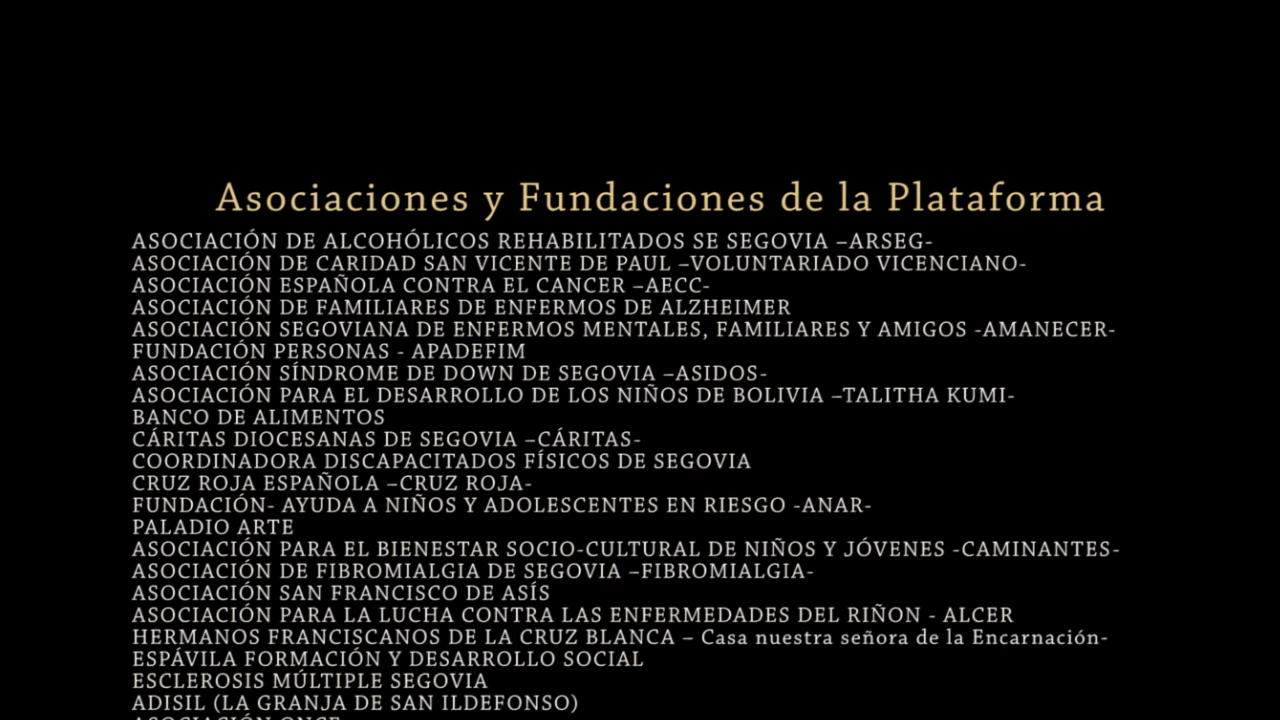 Asociaciones y Fundaciones de la Plataforma
ASOCIACIÓN DE ALCOHÓLICOS REHABILITADOS SE SEGOVIA –ARSEG-
ASOCIACIÓN DE CARIDAD SAN VICENTE DE PAUL –VOLUNTARIADO VICENCIANO-
ASOCIACIÓN ESPAÑOLA CONTRA EL CANCER –AECC-
ASOCIACIÓN DE FAMILIARES DE ENFERMOS DE ALZHEIMER
ASOCIACIÓN SEGOVIANA DE ENFERMOS MENTALES, FAMILIARES Y AMIGOS -AMANECER-
FUNDACIÓN PERSONAS - APADEFIM
ASOCIACIÓN SÍNDROME DE DOWN DE SEGOVIA –ASIDOS-
ASOCIACIÓN PARA EL DESARROLLO DE LOS NIÑOS DE BOLIVIA –TALITHA KUMI-
BANCO DE ALIMENTOS
CÁRITAS DIOCESANAS DE SEGOVIA –CÁRITAS-
COORDINADORA DISCAPACITADOS FÍSICOS DE SEGOVIA
CRUZ ROJA ESPAÑOLA –CRUZ ROJA-
FUNDACIÓN- AYUDA A NIÑOS Y ADOLESCENTES EN RIESGO -ANAR-
PALADIO ARTE
ASOCIACIÓN PARA EL BIENESTAR SOCIO-CULTURAL DE NIÑOS Y JÓVENES -CAMINANTES-
ASOCIACIÓN DE FIBROMIALGIA DE SEGOVIA –FIBROMIALGIA-
ASOCIACIÓN SAN FRANCISCO DE ASÍS
ASOCIACIÓN PARA LA LUCHA CONTRA LAS ENFERMEDADES DEL RIÑON - ALCER
HERMANOS FRANCISCANOS DE LA CRUZ BLANCA – Casa nuestra señora de la Encarnación-
ESPÁVILA FORMACIÓN Y DESARROLLO SOCIAL
ESCLEROSIS MÚLTIPLE SEGOVIA
ADISIL (LA GRANJA DE SAN ILDEFONSO)
ASOCIACIÓN ONCE